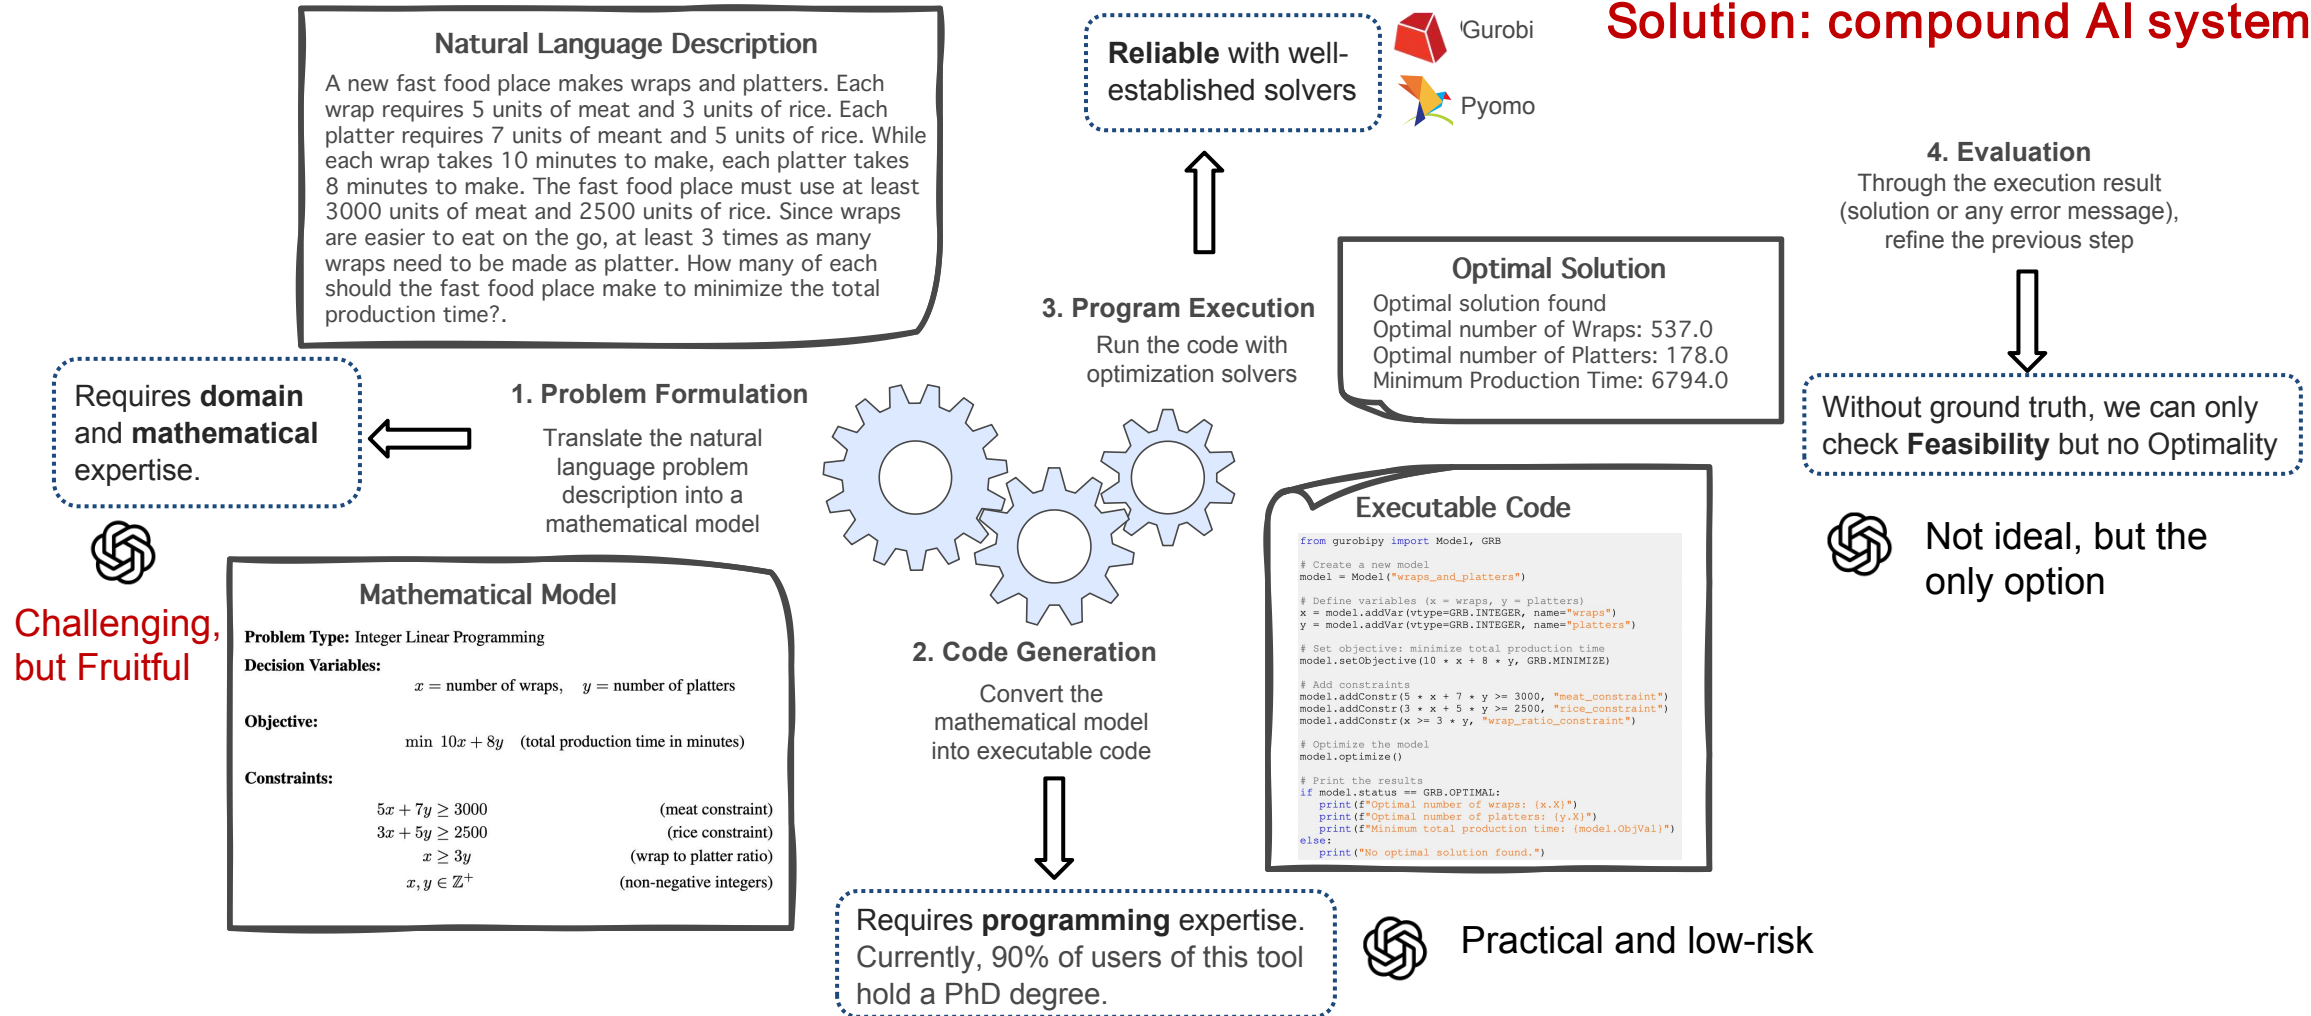 Solution: compound AI system
Natural Language Description
A new fast food place makes wraps and platters. Each
wrap requires 5 units of meat and 3 units of rice. Each
platter requires 7 units of meant and 5 units of rice. While
each wrap takes 10 minutes to make, each platter takes
8 minutes to make. The fast food place must use at least
3000 units of meat and 2500 units of rice. Since wraps
are easier to eat on the go, at least 3 times as many
wraps need to be made as platter. How many of each
should the fast food place make to minimize the total
production time?.
Requires domain
and mathematical
expertise.
Challenging,
but Fruitful
1. Problem Formulation
Translate the natural
language problem
description into a
mathematical model
Mathematical Model
Problem Type: Integer Linear Programming
Decision Variables:
x = number of wraps, y = number of platters
Objective:
min 10x + 8y (total production time in minutes)
Constraints:
5x + 7y ≥ 3000 (meat constraint)
3x + 5y ≥ 2500 (rice constraint)
x ≥ 3y (wrap to platter ratio)
x, y ∈ ℤ⁺ (non-negative integers)
2. Code Generation
Convert the
mathematical model
into executable code
Requires programming expertise.
Currently, 90% of users of this tool
hold a PhD degree.
Practical and low-risk
Reliable with well-
established solvers
Gurobi
Pyomo
3. Program Execution
Run the code with
optimization solvers
Executable Code
from gurobipy import Model, GRB
# Create a new model
model = Model("wraps_and_platters")
# Define variables (x = wraps, y = platters)
x = model.addVar(vtype=GRB.INTEGER, name="wraps")
y = model.addVar(vtype=GRB.INTEGER, name="platters")
# Set objective: minimize total production time
model.setObjective(10 * x + 8 * y, GRB.MINIMIZE)
# Add constraints
model.addConstr(5 * x + 7 * y >= 3000, "meat_constraint")
model.addConstr(3 * x + 5 * y >= 2500, "rice_constraint")
model.addConstr(x >= 3 * y, "wrap_ratio_constraint")
# Optimize the model
model.optimize()
# Print the results
if model.status == GRB.OPTIMAL:
print(f"Optimal number of wraps: {x.X}")
print(f"Optimal number of platters: {y.X}")
print(f"Minimum total production time: {model.ObjVal}")
else:
print("No optimal solution found.")
Optimal Solution
Optimal solution found
Optimal number of Wraps: 537.0
Optimal number of Platters: 178.0
Minimum Production Time: 6794.0
4. Evaluation
Through the execution result
(solution or any error message),
refine the previous step
Without ground truth, we can only
check Feasibility but no Optimality
Not ideal, but the
only option